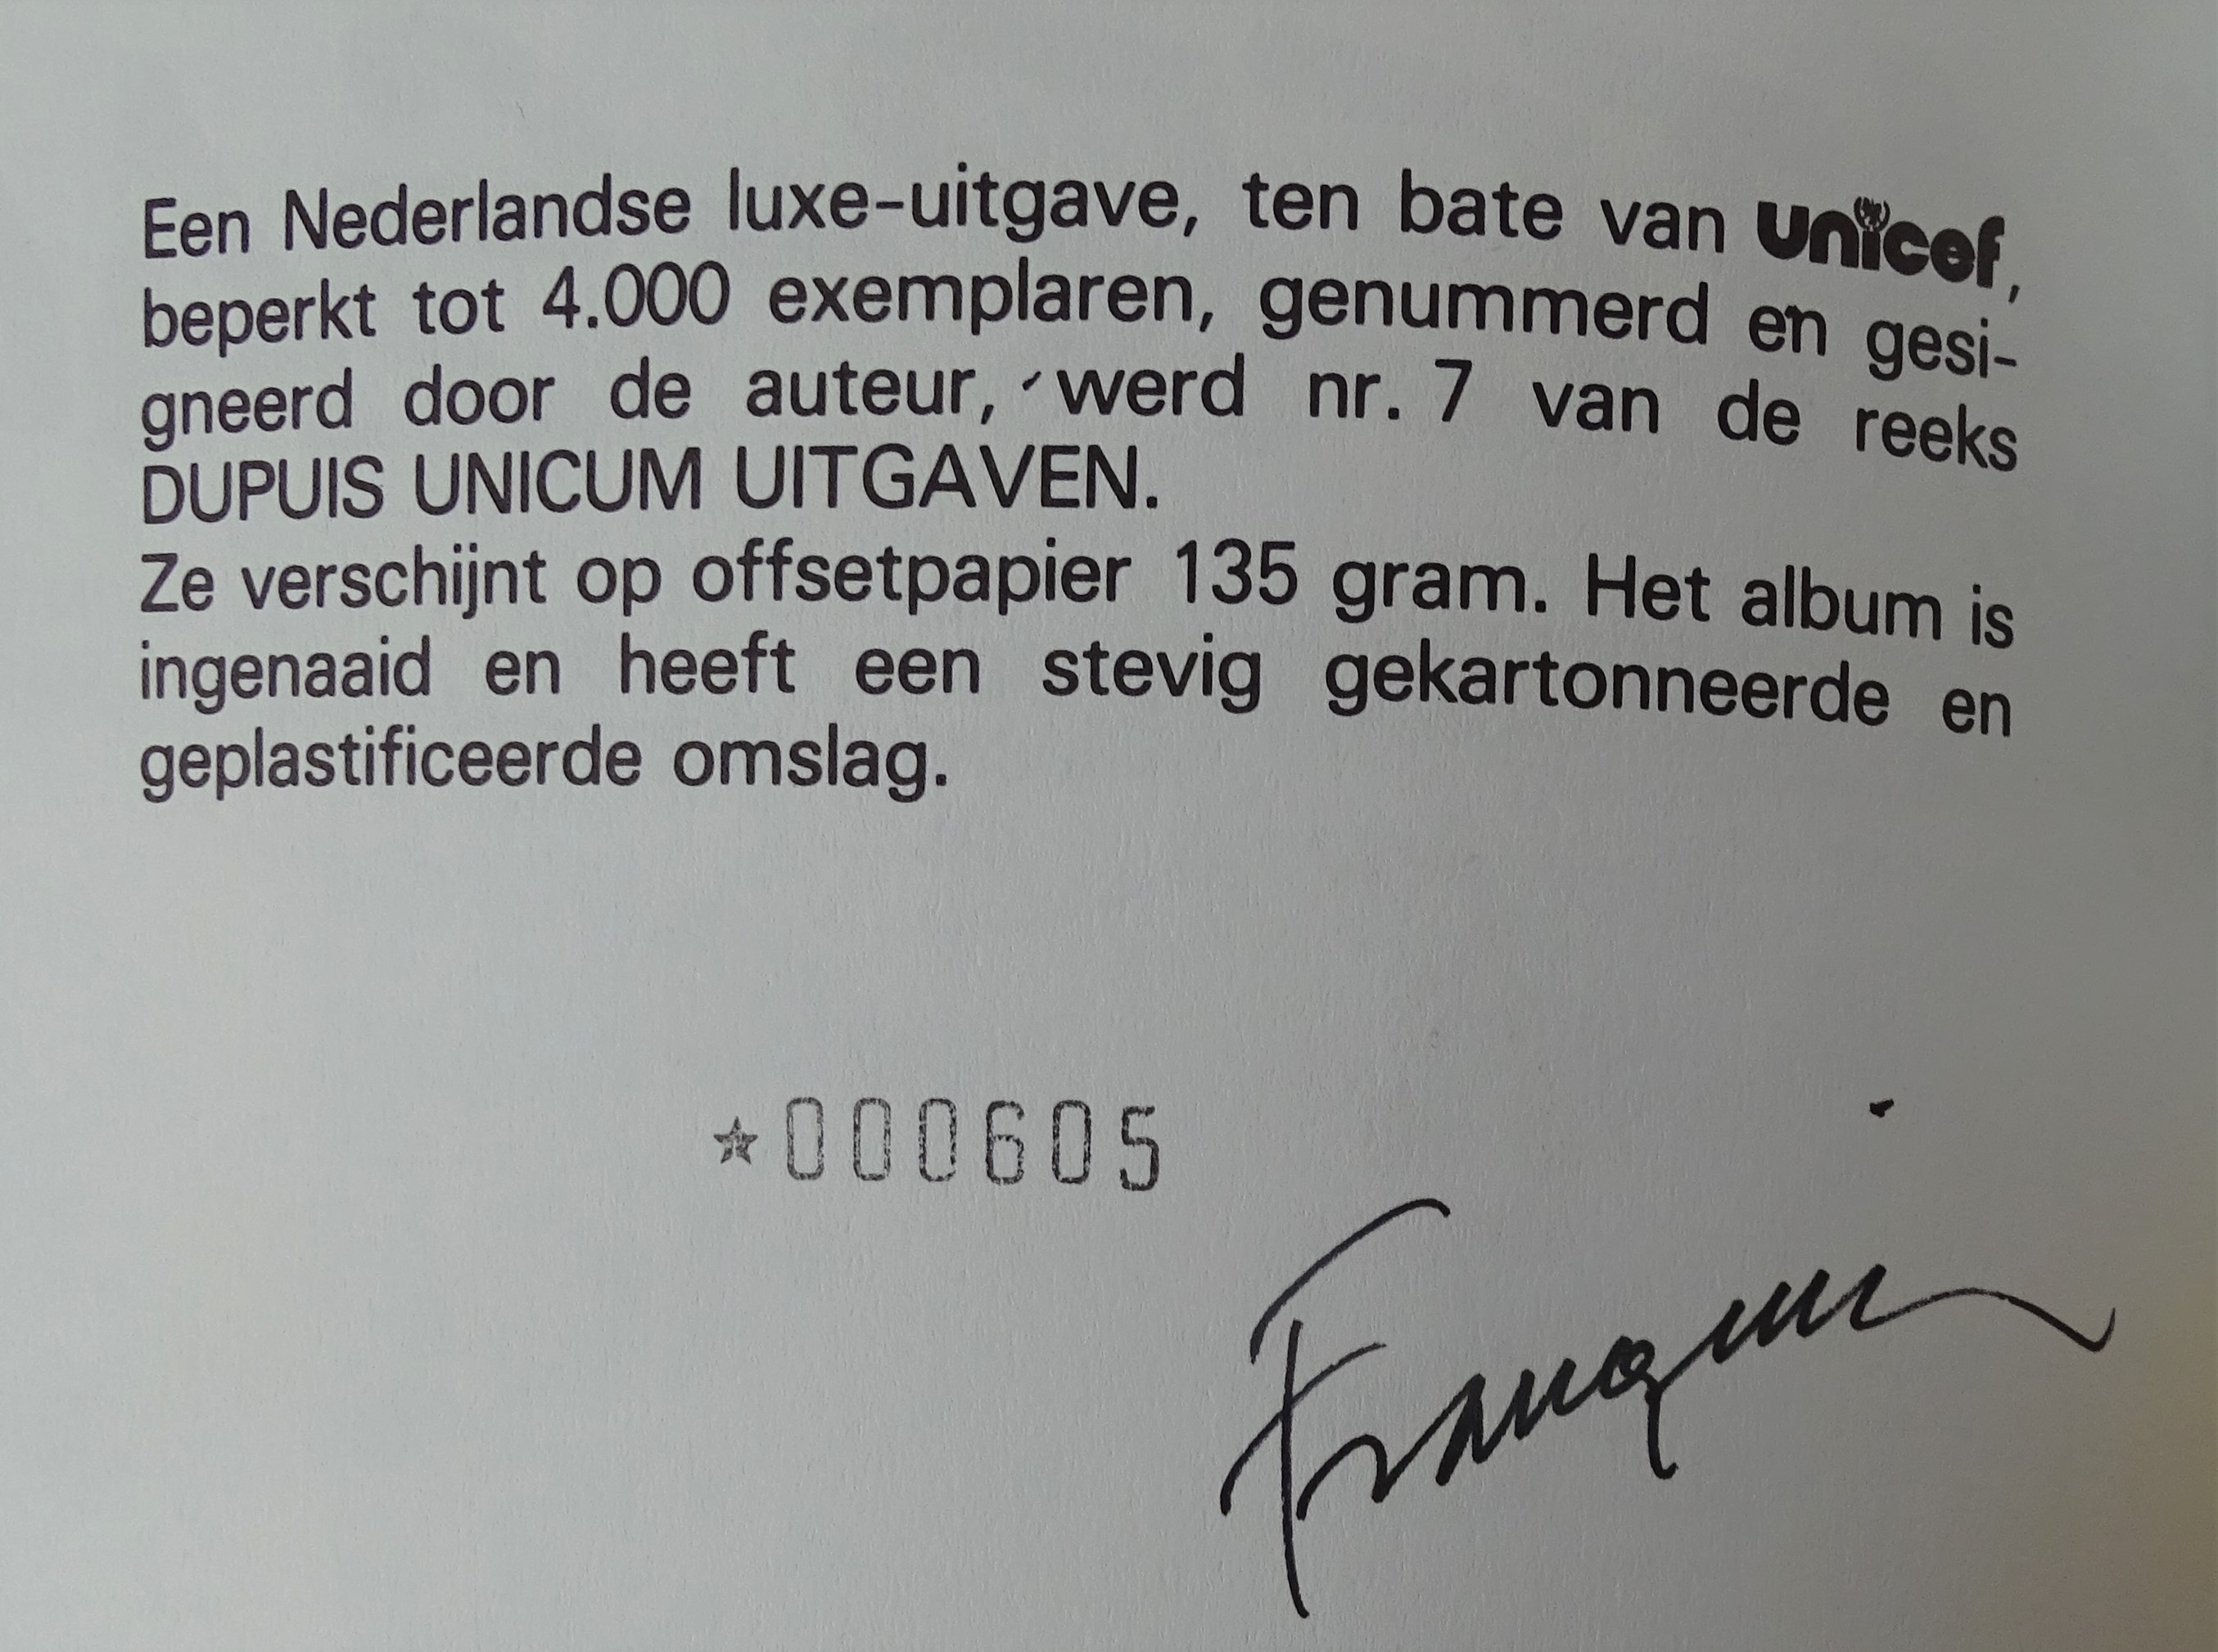 Een Nederlandse luxe-uitgave, ten bate van unicef,
beperkt tot 4.000 exemplaren, genummerd en gesi-
gneerd door de auteur, werd nr. 7 van de reeks
DUPUIS UNICUM UITGAVEN.
Ze verschijnt op offsetpapier 135 gram. Het album is
ingenaaid en heeft een stevig gekartonneerde en
geplastificeerde omslag.
★000605
Franquin